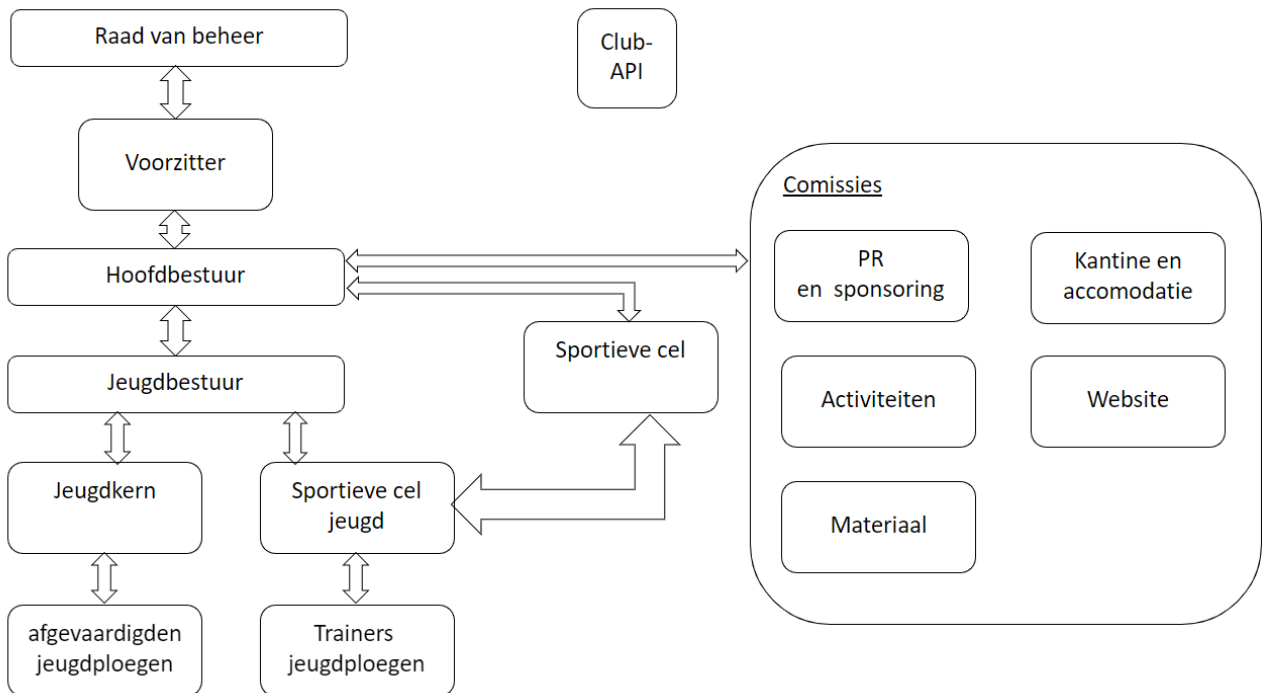 Raad van beheer
Club-
API
Voorzitter
Comissies
Hoofdbestuur
PR
en sponsoring
Kantine en
accomodatie
Sportieve cel
Jeugdbestuur
Activiteiten
Website
Jeugdkern
Sportieve cel
jeugd
Materiaal
afgevaardigden
jeugdploegen
Trainers
jeugdploegen